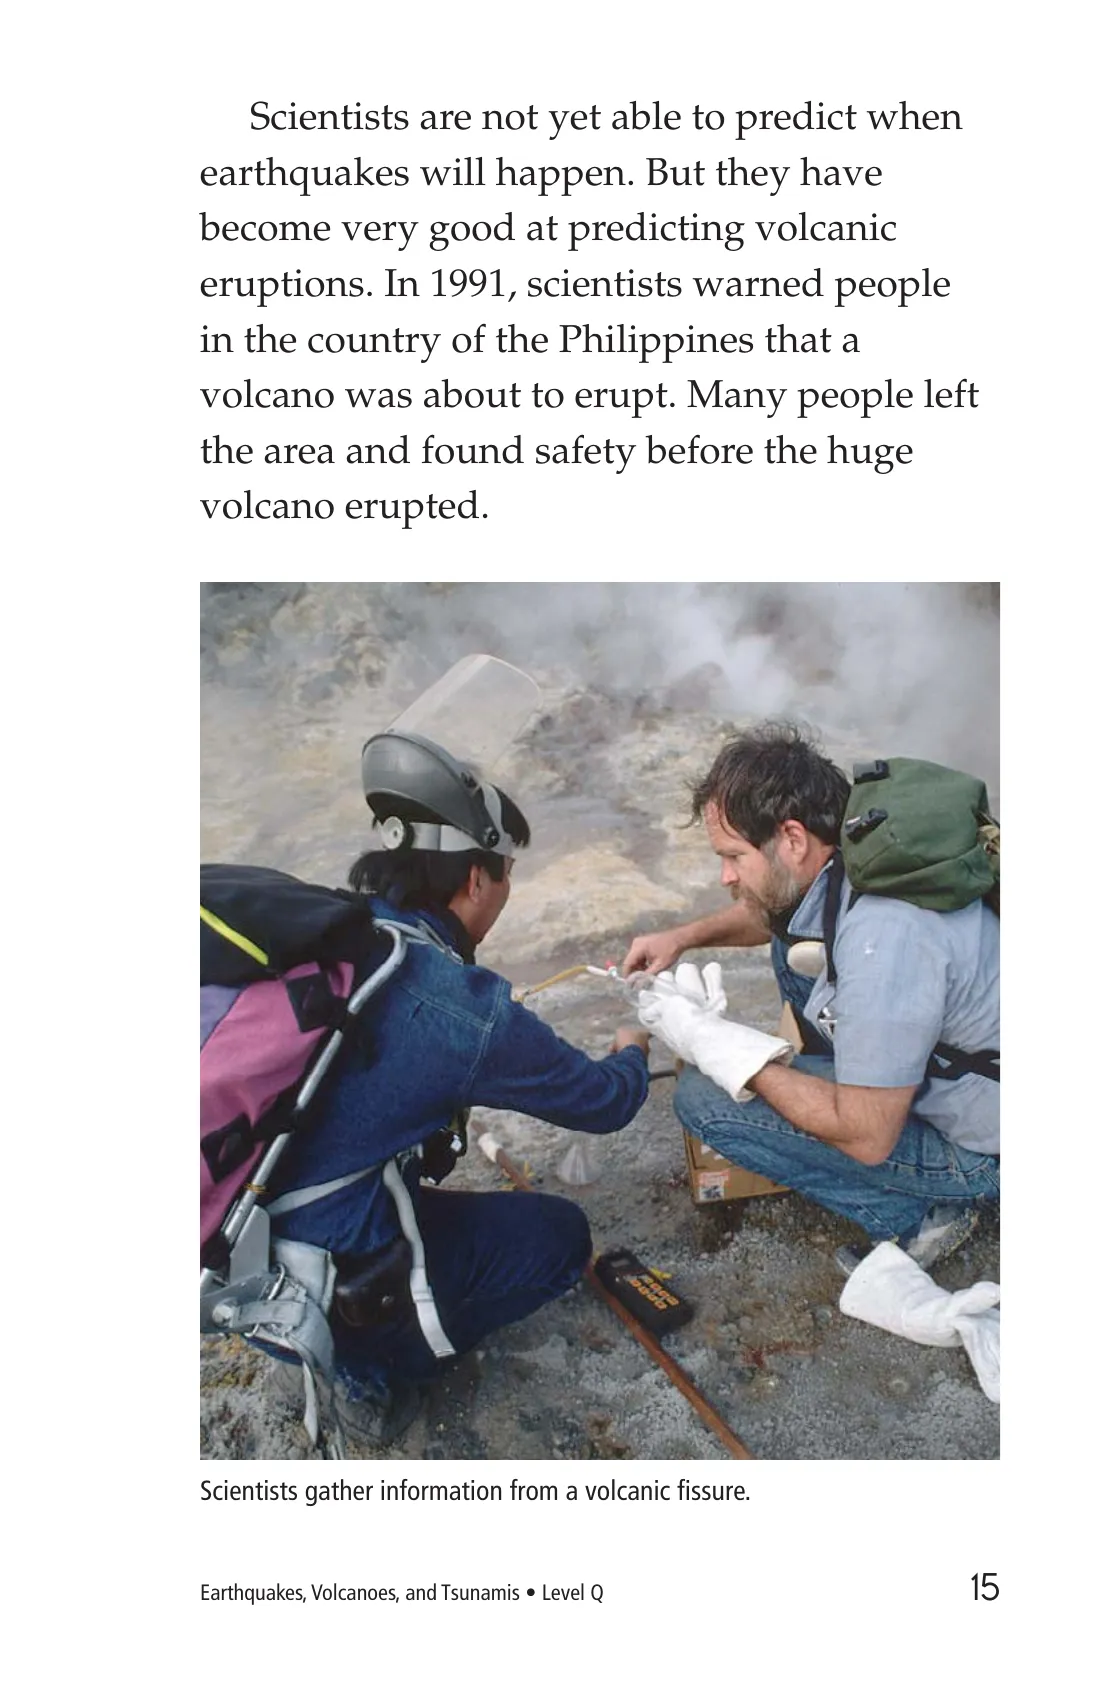 Scientists are not yet able to predict when
earthquakes will happen. But they have
become very good at predicting volcanic
eruptions. In 1991, scientists warned people
in the country of the Philippines that a
volcano was about to erupt. Many people left
the area and found safety before the huge
volcano erupted.
Scientists gather information from a volcanic fissure.
Earthquakes, Volcanoes, and Tsunamis • Level Q 15